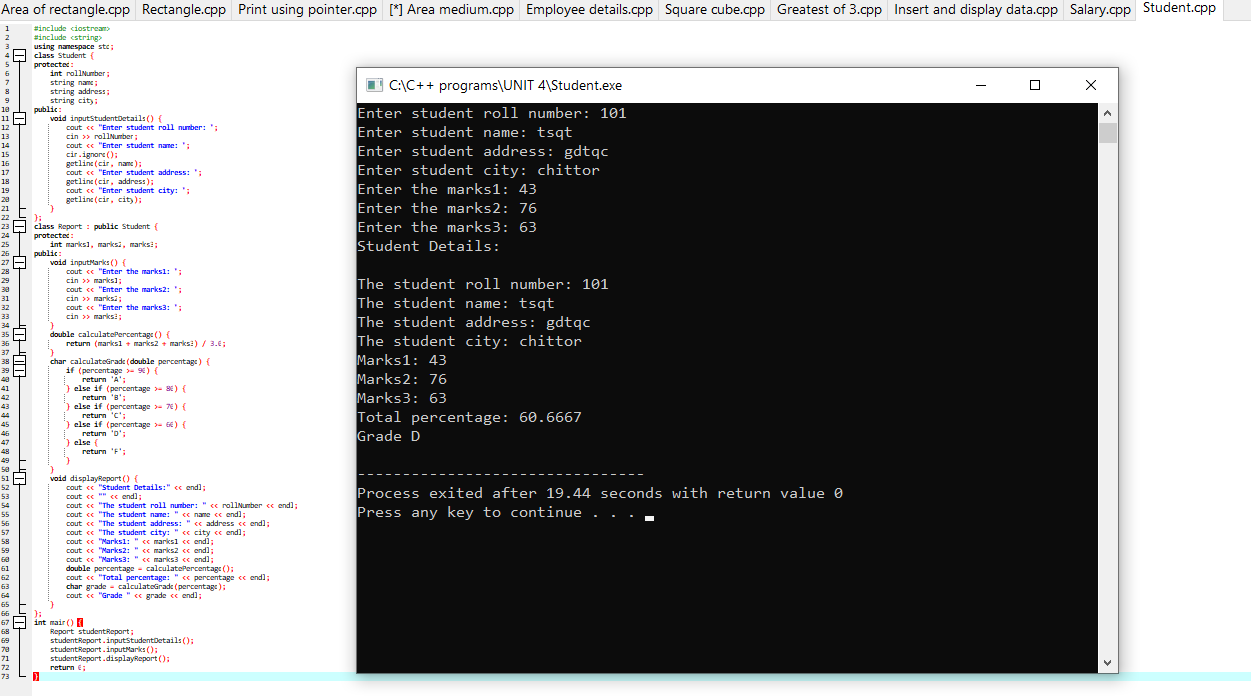 Area of rectangle.cpp Rectangle.cpp Print using pointer.cpp [*] Area medium.cpp Employee details.cpp Square cube.cpp Greatest of 3.cpp Insert and display data.cpp Salary.cpp Student.cpp
1 #include <iostream>
2 #include <string>
3 using namespace std;
4 class Student {
5 protected:
6 int rollNumber;
7 string name;
8 string address;
9 string city;
10 public:
11 void inputStudentDetails() {
12 cout << "Enter student roll number: ";
13 cin >> rollNumber;
14 cout << "Enter student name: ";
15 cin.ignore();
16 getline(cin, name);
17 cout << "Enter student address: ";
18 getline(cin, address);
19 cout << "Enter student city: ";
20 getline(cin, city);
21 }
22 };
23 class Report : public Student {
24 protected:
25 int marks1, marks2, marks3;
26 public:
27 void inputMarks() {
28 cout << "Enter the marks1: ";
29 cin >> marks1;
30 cout << "Enter the marks2: ";
31 cin >> marks2;
32 cout << "Enter the marks3: ";
33 cin >> marks3;
34 }
35 double calculatePercentage() {
36 return (marks1 + marks2 + marks3) / 3.0;
37 }
38 char calculateGrade(double percentage) {
39 if (percentage >= 90) {
40 return 'A';
41 } else if (percentage >= 80) {
42 return 'B';
43 } else if (percentage >= 70) {
44 return 'C';
45 } else if (percentage >= 60) {
46 return 'D';
47 } else {
48 return 'F';
49 }
50 }
51 void displayReport() {
52 cout << "Student Details:" << endl;
53 cout << "" << endl;
54 cout << "The student roll number: " << rollNumber << endl;
55 cout << "The student name: " << name << endl;
56 cout << "The student address: " << address << endl;
57 cout << "The student city: " << city << endl;
58 cout << "Marks1: " << marks1 << endl;
59 cout << "Marks2: " << marks2 << endl;
60 cout << "Marks3: " << marks3 << endl;
61 double percentage = calculatePercentage();
62 cout << "Total percentage: " << percentage << endl;
63 char grade = calculateGrade(percentage);
64 cout << "Grade " << grade << endl;
65 }
66 };
67 int main() {
68 Report studentReport;
69 studentReport.inputStudentDetails();
70 studentReport.inputMarks();
71 studentReport.displayReport();
72 return 0;
73 }
C:\C++ programs\UNIT 4\Student.exe
Enter student roll number: 101
Enter student name: tsqt
Enter student address: gdtqc
Enter student city: chittor
Enter the marks1: 43
Enter the marks2: 76
Enter the marks3: 63
Student Details:
The student roll number: 101
The student name: tsqt
The student address: gdtqc
The student city: chittor
Marks1: 43
Marks2: 76
Marks3: 63
Total percentage: 60.6667
Grade D
--------------------------------
Process exited after 19.44 seconds with return value 0
Press any key to continue . . .